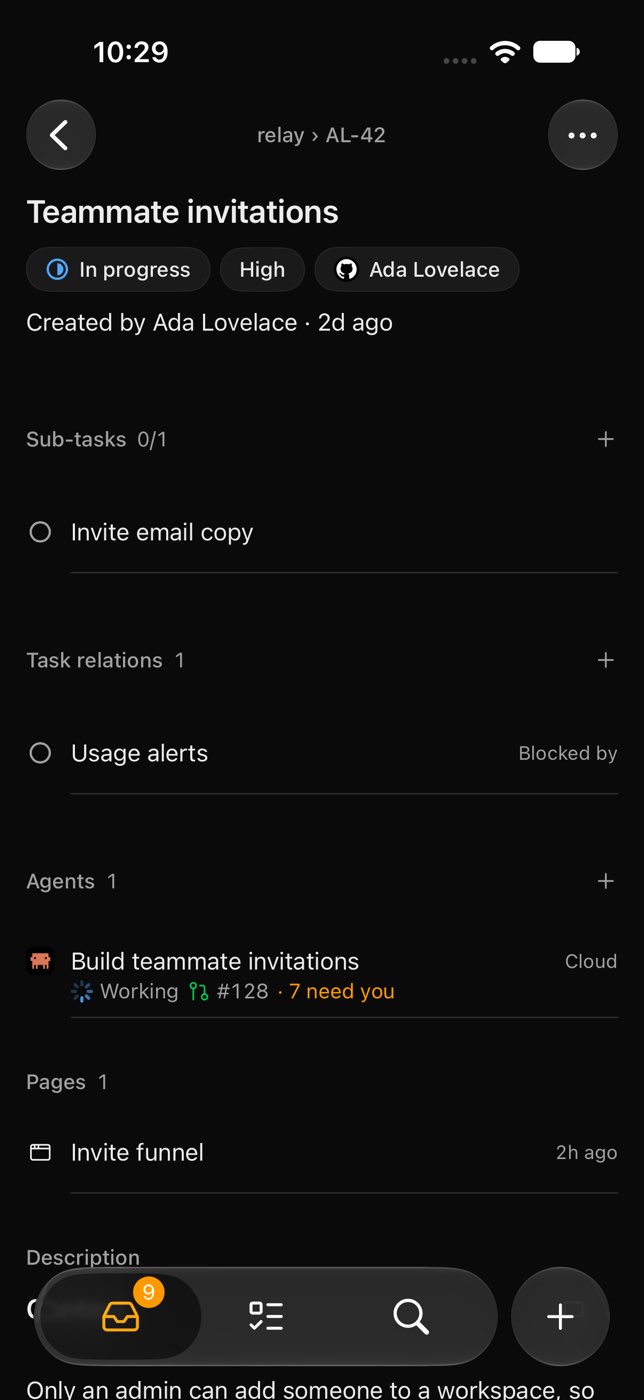 10:29
relay › AL-42
Teammate invitations
In progress
High
Ada Lovelace
Created by Ada Lovelace · 2d ago
Sub-tasks 0/1
Invite email copy
Task relations 1
Usage alerts
Blocked by
Agents 1
Build teammate invitations
Cloud
Working #128 · 7 need you
Pages 1
Invite funnel
2h ago
Description
9
Only an admin can add someone to a workspace, so